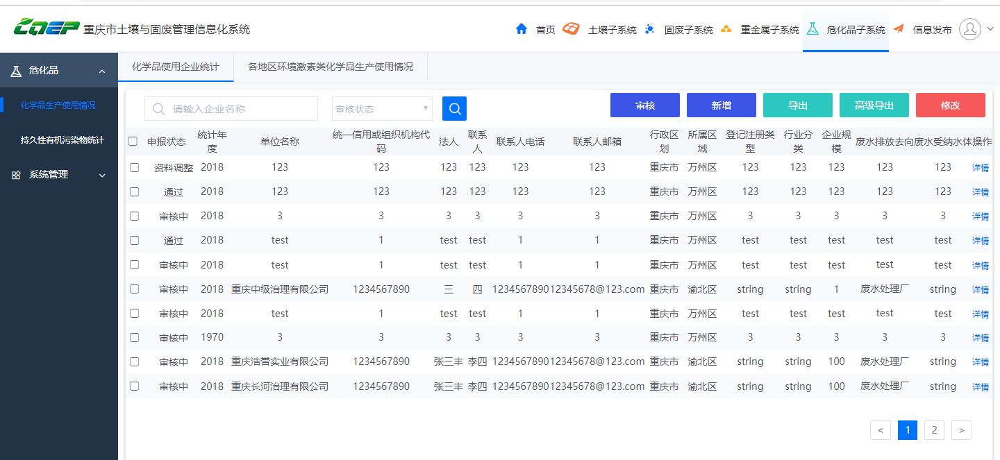 CQEP 重庆市土壤与固废管理信息化系统 首页 土壤子系统 固废子系统 重金属子系统 危化品子系统 信息发布
危化品
化学品生产使用情况
持久性有机污染物统计
系统管理
化学品使用企业统计 各地区环境激素类化学品生产使用情况
请输入企业名称 审核状态 审核 新增 导出 高级导出 修改
申报状态 统计年度 单位名称 统一信用或组织机构代码 法人 联系人 联系人电话 联系人邮箱 行政区划 所属区域 登记注册类型 行业分类 企业规模 废水排放去向 废水受纳水体 操作
资料调整 2018 123 123 123 123 123 123 重庆市 万州区 123 123 123 123 123 详情
通过 2018 123 123 123 123 123 123 重庆市 万州区 123 123 123 123 123 详情
审核中 2018 3 3 3 3 3 3 重庆市 万州区 3 3 3 3 3 详情
通过 2018 test 1 test test 1 1 重庆市 万州区 test test test test test 详情
审核中 2018 test 1 test test 1 1 重庆市 万州区 test test test test test 详情
审核中 2018 重庆中级治理有限公司 1234567890 三 四 12345678901 2345678@123.com 重庆市 渝北区 string string 1 废水处理厂 string 详情
审核中 2018 test 1 test test 1 1 重庆市 万州区 test test test test test 详情
审核中 1970 3 3 3 3 3 3 重庆市 万州区 3 3 3 3 3 详情
审核中 2018 重庆浩誉实业有限公司 1234567890 张三丰 李四 12345678901 2345678@123.com 重庆市 渝北区 string string 100 废水处理厂 string 详情
审核中 2018 重庆长河治理有限公司 1234567890 张三丰 李四 12345678901 2345678@123.com 重庆市 渝北区 string string 100 废水处理厂 string 详情
< 1 2 >